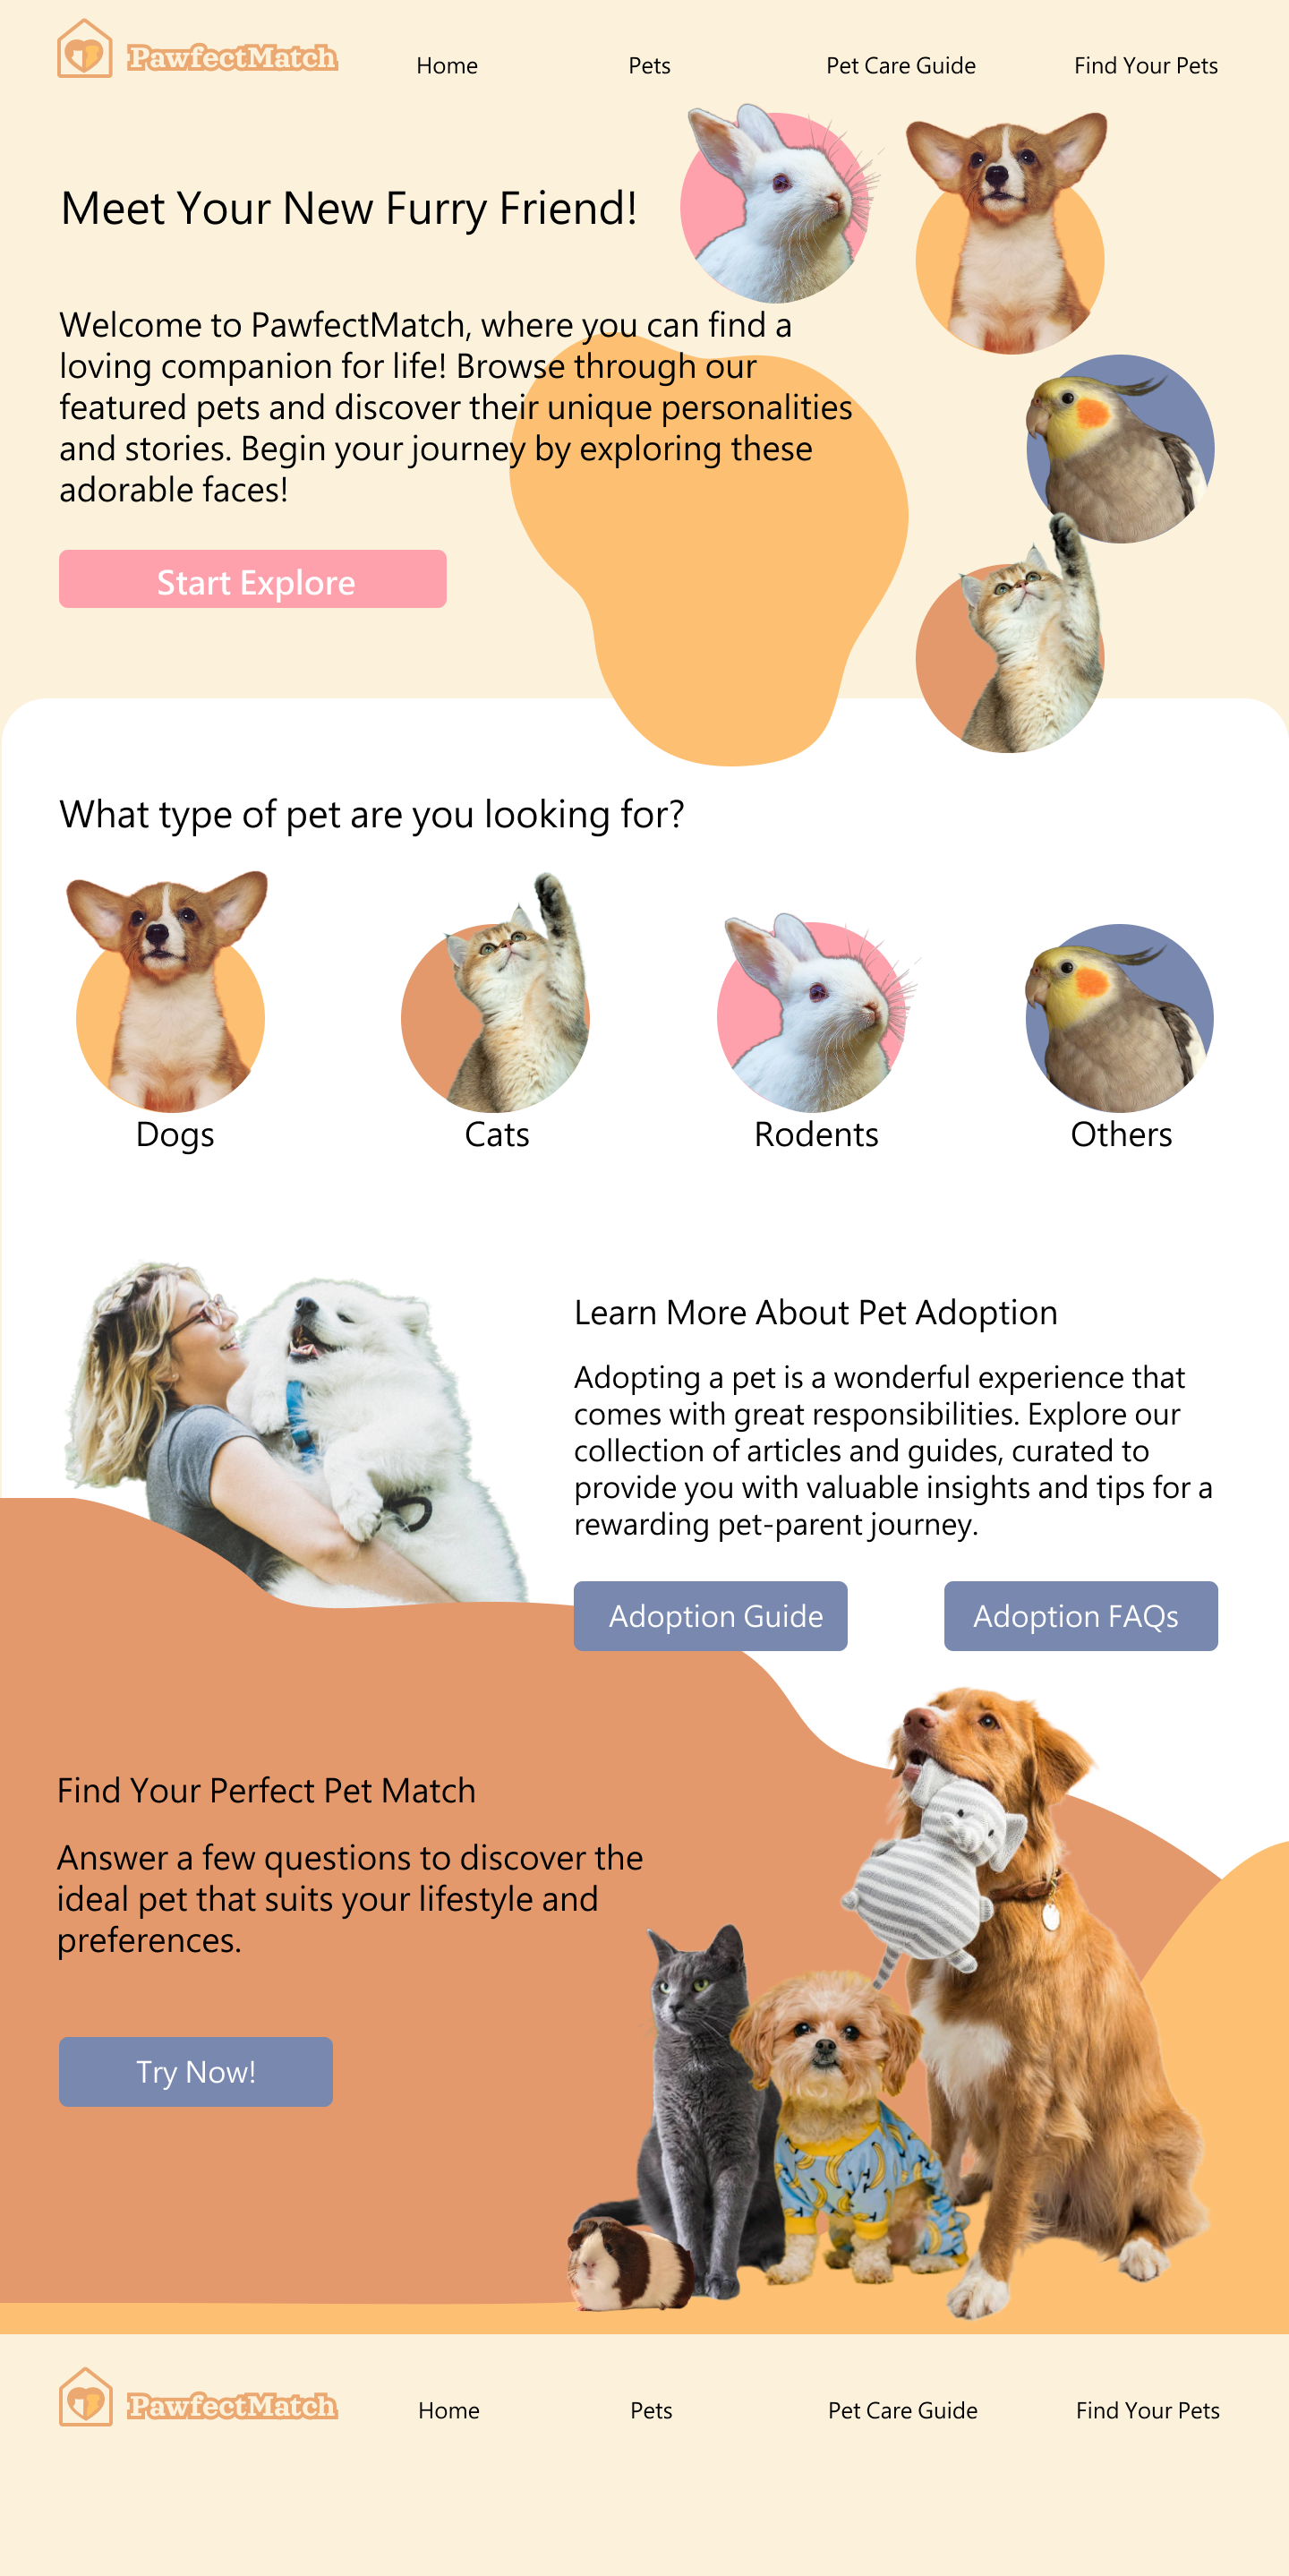 PawfectMatch
Home
Pets
Pet Care Guide
Find Your Pets
Meet Your New Furry Friend!
Welcome to PawfectMatch, where you can find a
loving companion for life! Browse through our
featured pets and discover their unique personalities
and stories. Begin your journey by exploring these
adorable faces!
Start Explore
What type of pet are you looking for?
Dogs
Cats
Rodents
Others
Learn More About Pet Adoption
Adopting a pet is a wonderful experience that
comes with great responsibilities. Explore our
collection of articles and guides, curated to
provide you with valuable insights and tips for a
rewarding pet-parent journey.
Adoption Guide
Adoption FAQs
Find Your Perfect Pet Match
Answer a few questions to discover the
ideal pet that suits your lifestyle and
preferences.
Try Now!
PawfectMatch
Home
Pets
Pet Care Guide
Find Your Pets